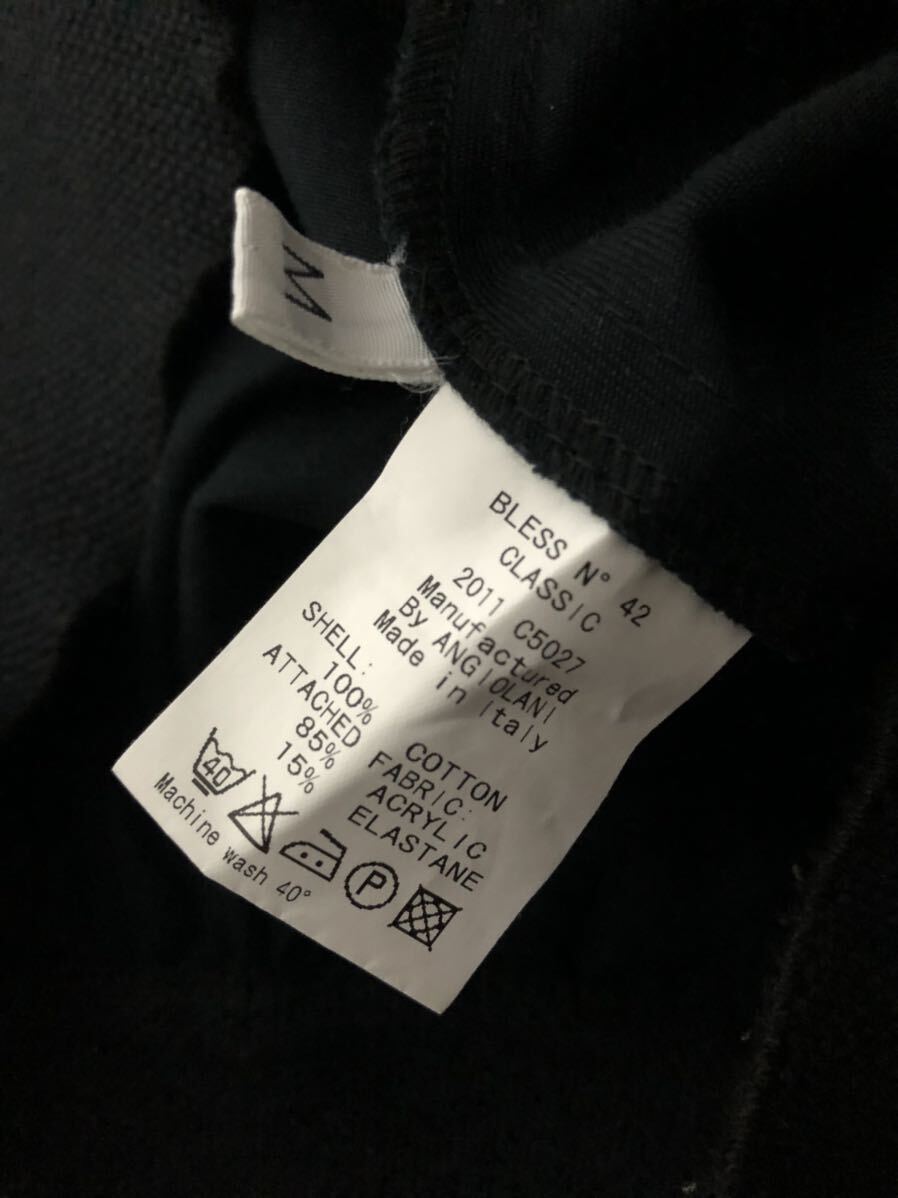 M
BLESS N° 42
CLASSIC
2011 C5027
Manufactured
By ANGIOLANI
Made in Italy
SHELL:
100% COTTON
ATTACHED FABRIC:
85% ACRYLIC
15% ELASTANE
40 P
Machine wash 40°